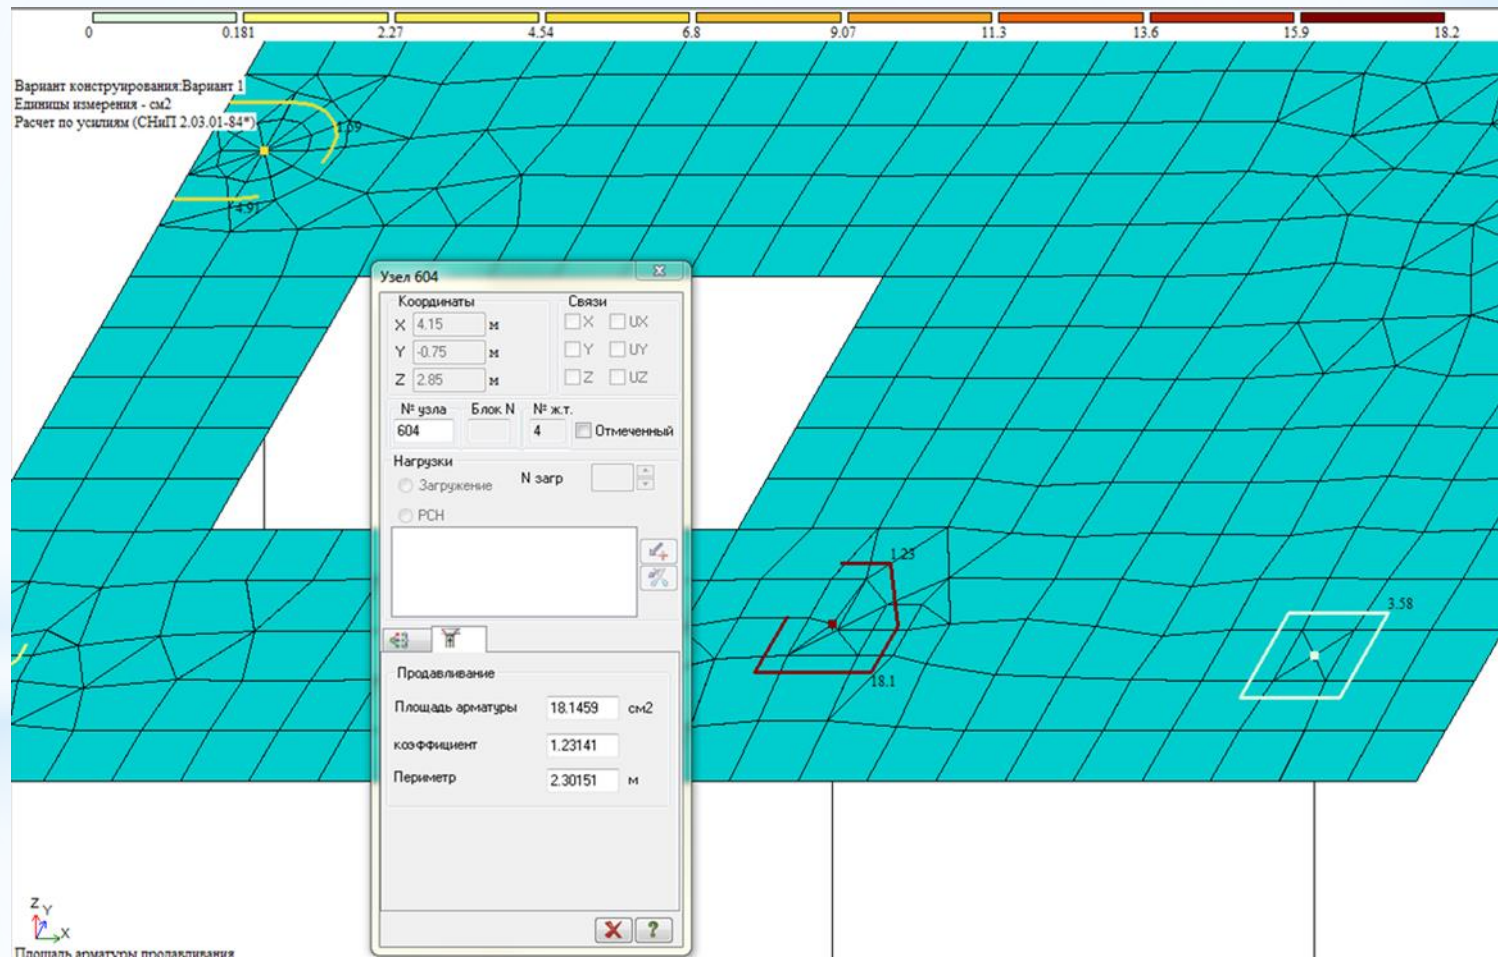 0 0.181 2.27 4.54 6.8 9.07 11.3 13.6 15.9 18.2
Вариант конструирования:Вариант 1
Единицы измерения - см2
Расчет по усилиям (СНиП 2.03.01-84*)
1.59
4.91
Узел 604
Координаты Связи
X 4.15 м X UX
Y -0.75 м Y UY
Z 2.85 м Z UZ
№ узла Блок N № ж.т.
604 4 Отмеченный
Нагрузки
Загружение N загр
РСН
1.23
3.58
18.1
Продавливание
Площадь арматуры 18.1459 см2
коэффициент 1.23141
Периметр 2.30151 м
?
Z Y
X
Площадь арматуры продавливания